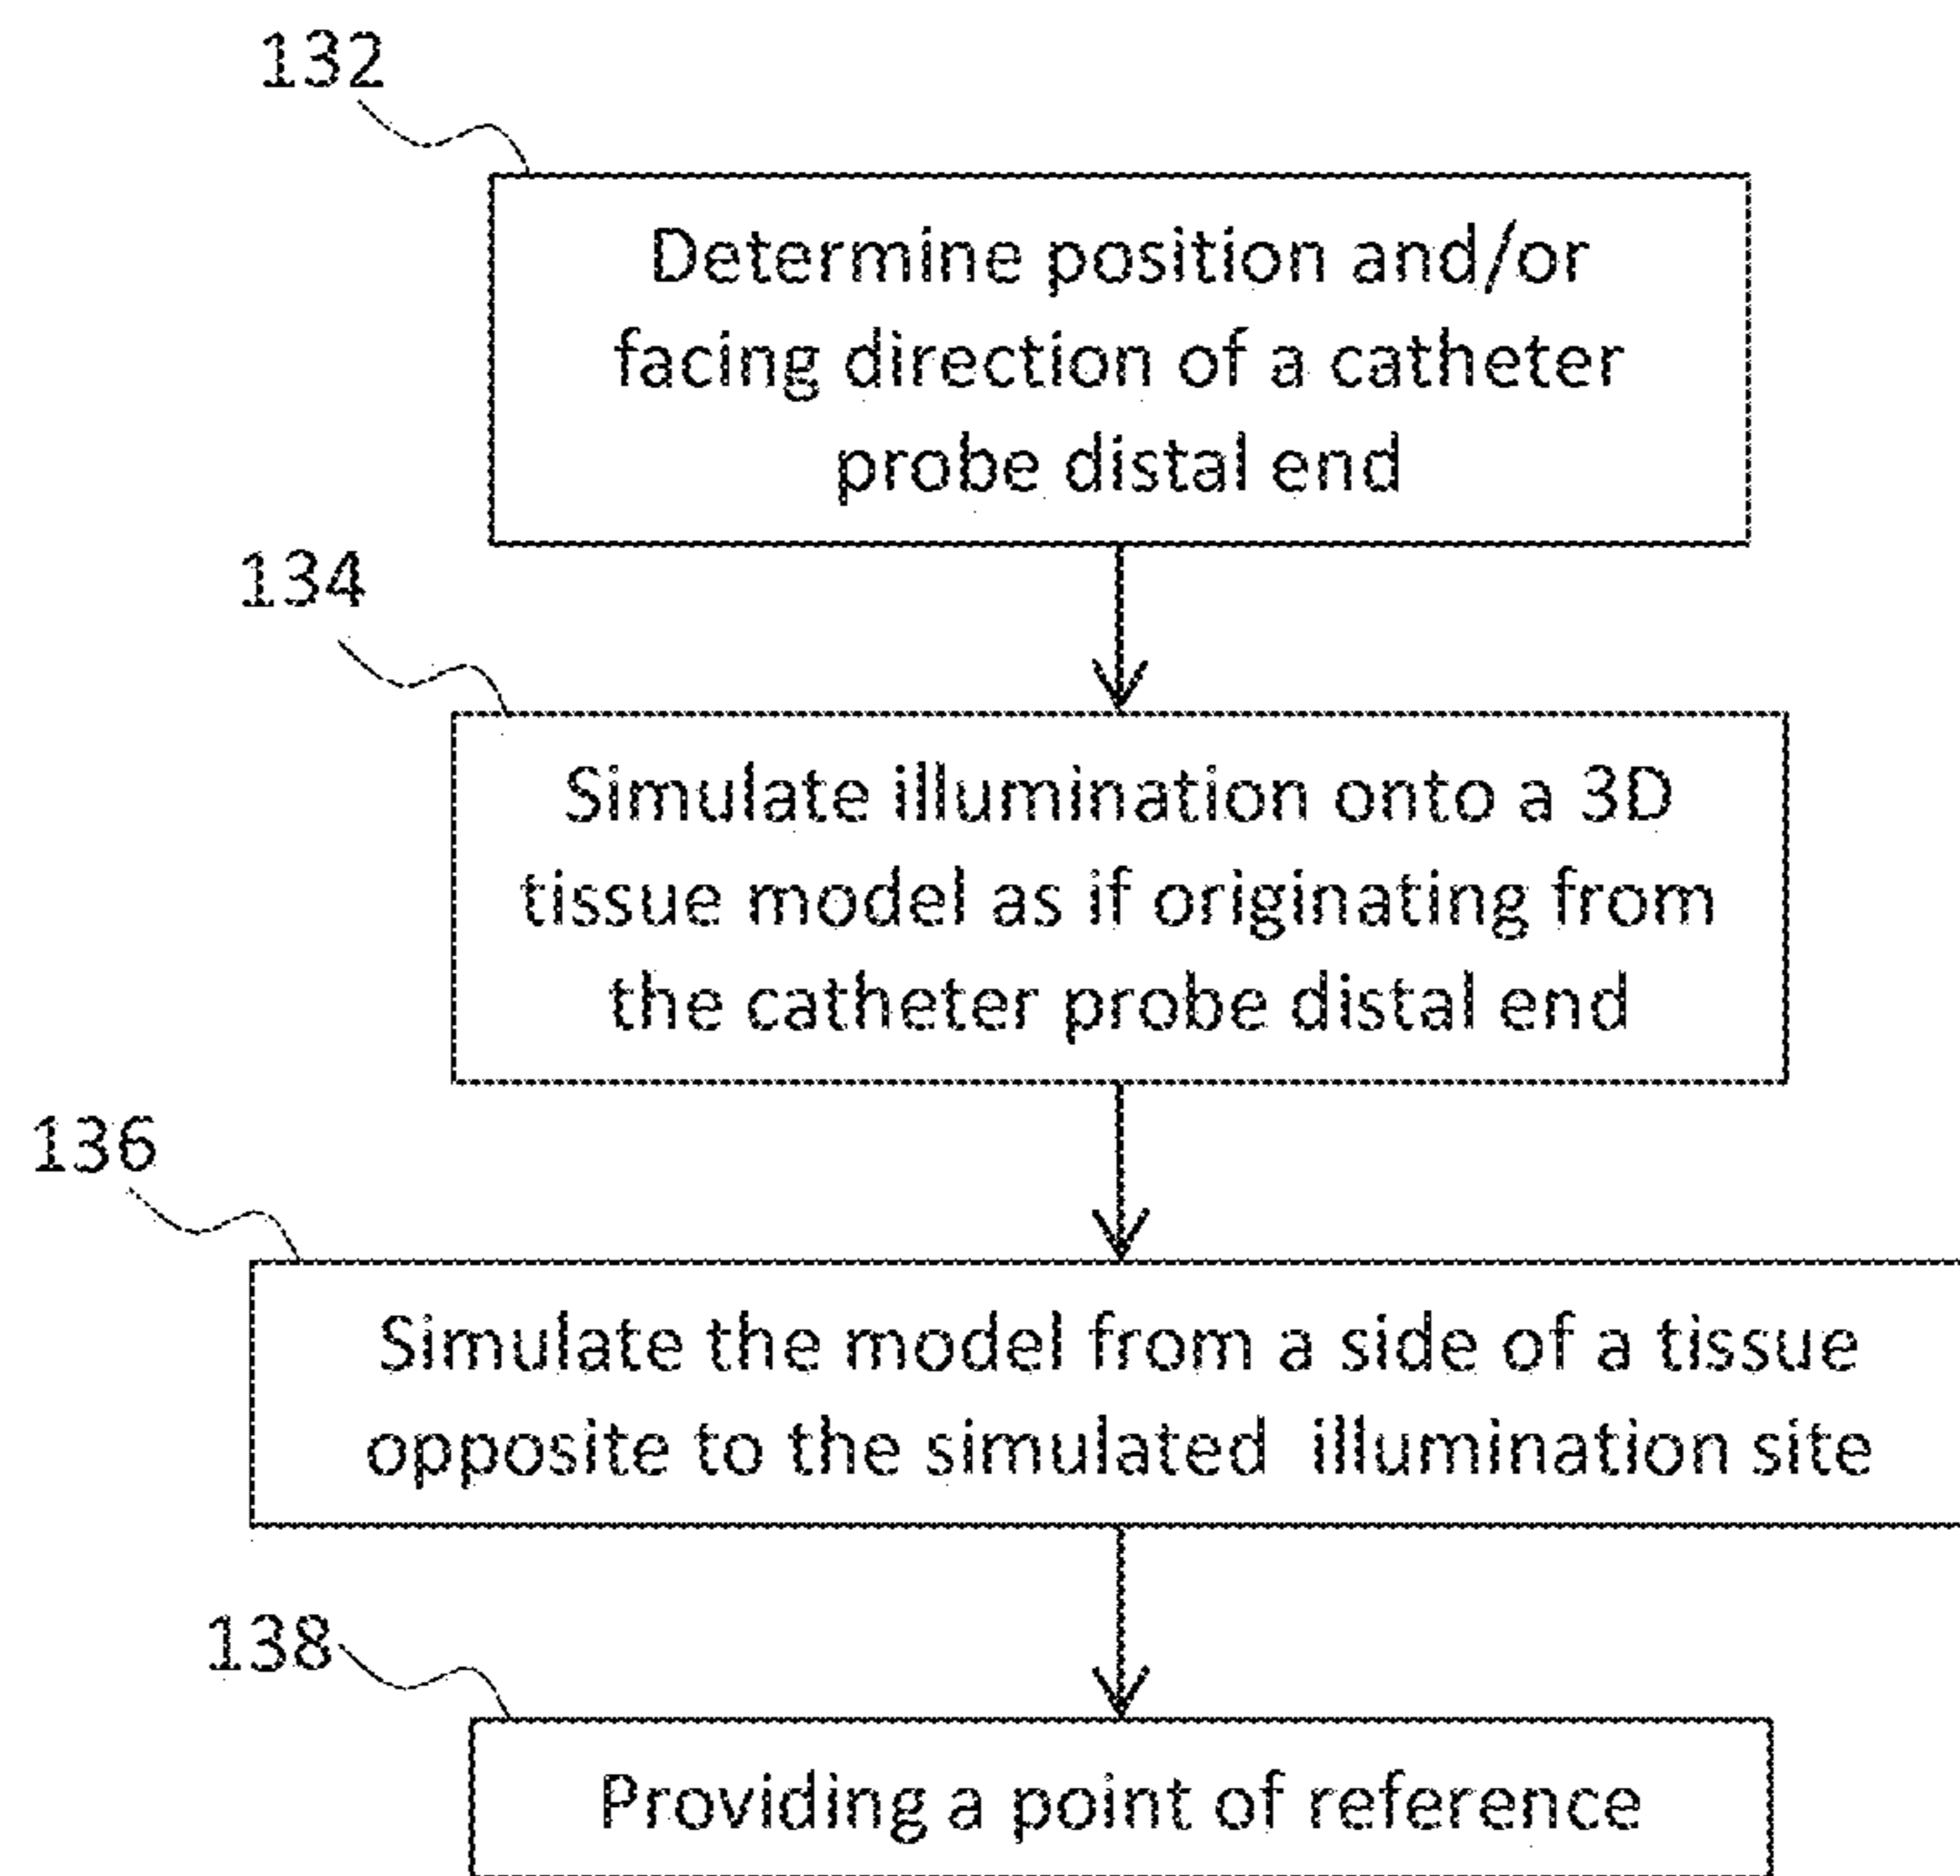 132
Determine position and/or
facing direction of a catheter
probe distal end
134
Simulate illumination onto a 3D
tissue model as if originating from
the catheter probe distal end
136
Simulate the model from a side of a tissue
opposite to the simulated illumination site
138
Providing a point of reference